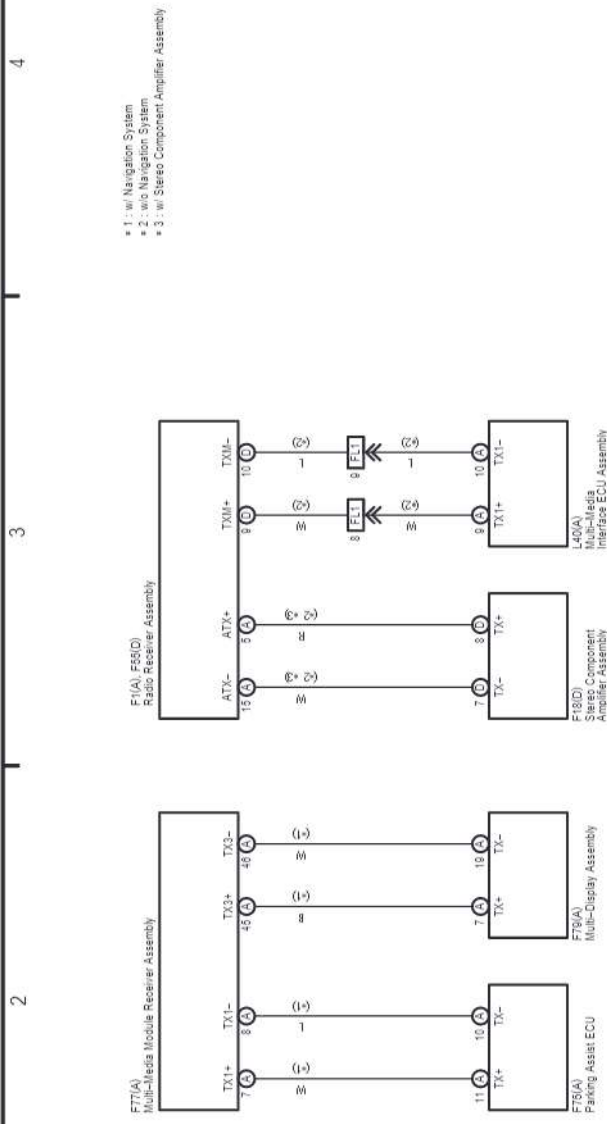 2 3 4
* 1 : w/ Navigation System
* 2 : w/o Navigation System
* 3 : w/ Stereo Component Amplifier Assembly
F77(A)
Multi-Media Module Receiver Assembly
F1(A), F55(D)
Radio Receiver Assembly
TX1+ TX1- TX3+ TX3- ATX- ATX+ TXM+ TXM-
7 A 8 A 45 A 46 A 15 A 5 A 9 D 10 D
W (*1) L (*1) B (*1) W (*1) W (*2 *3) R (*2 *3) W (*2) L (*2)
8 FL1 9 FL1
W (*2) L (*2)
11 A 10 A 7 A 19 A 7 D 8 D 9 A 10 A
TX+ TX- TX+ TX- TX- TX+ TX1+ TX1-
F75(A)
Parking Assist ECU
F79(A)
Multi-Display Assembly
F18(D)
Stereo Component
Amplifier Assembly
L40(A)
Multi-Media
Interface ECU Assembly